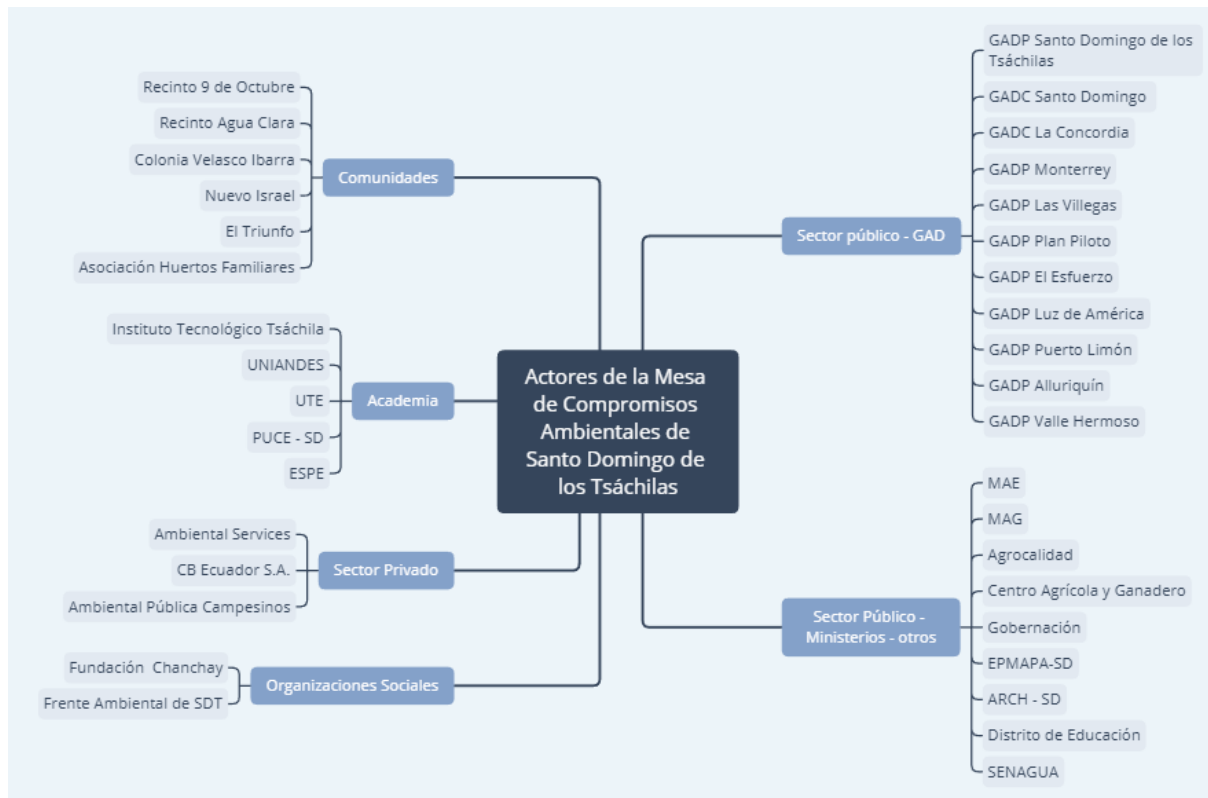 Actores de la Mesa
de Compromisos
Ambientales de
Santo Domingo de
los Tsáchilas
Comunidades
Recinto 9 de Octubre
Recinto Agua Clara
Colonia Velasco Ibarra
Nuevo Israel
El Triunfo
Asociación Huertos Familiares
Academia
Instituto Tecnológico Tsáchila
UNIANDES
UTE
PUCE - SD
ESPE
Sector Privado
Ambiental Services
CB Ecuador S.A.
Ambiental Pública Campesinos
Organizaciones Sociales
Fundación Chanchay
Frente Ambiental de SDT
Sector público - GAD
GADP Santo Domingo de los
Tsáchilas
GADC Santo Domingo
GADC La Concordia
GADP Monterrey
GADP Las Villegas
GADP Plan Piloto
GADP El Esfuerzo
GADP Luz de América
GADP Puerto Limón
GADP Alluriquín
GADP Valle Hermoso
Sector Público -
Ministerios - otros
MAE
MAG
Agrocalidad
Centro Agrícola y Ganadero
Gobernación
EPMAPA-SD
ARCH - SD
Distrito de Educación
SENAGUA